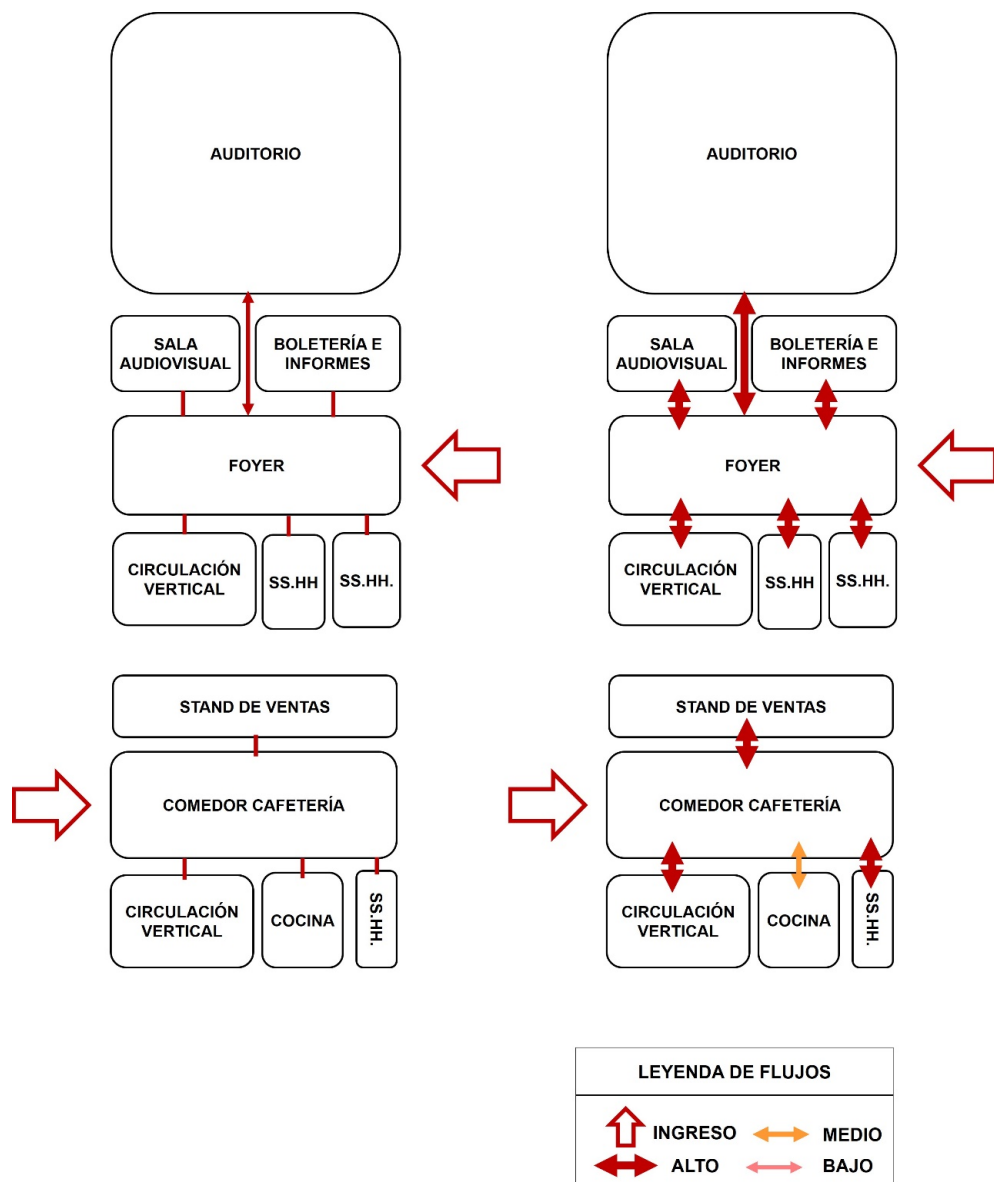 AUDITORIO
SALA
AUDIOVISUAL
BOLETERÍA E
INFORMES
FOYER
CIRCULACIÓN
VERTICAL
SS.HH
SS.HH.
AUDITORIO
SALA
AUDIOVISUAL
BOLETERÍA E
INFORMES
FOYER
CIRCULACIÓN
VERTICAL
SS.HH
SS.HH.
STAND DE VENTAS
COMEDOR CAFETERÍA
CIRCULACIÓN
VERTICAL
COCINA
SS.HH.
STAND DE VENTAS
COMEDOR CAFETERÍA
CIRCULACIÓN
VERTICAL
COCINA
SS.HH.
LEYENDA DE FLUJOS
INGRESO
MEDIO
ALTO
BAJO